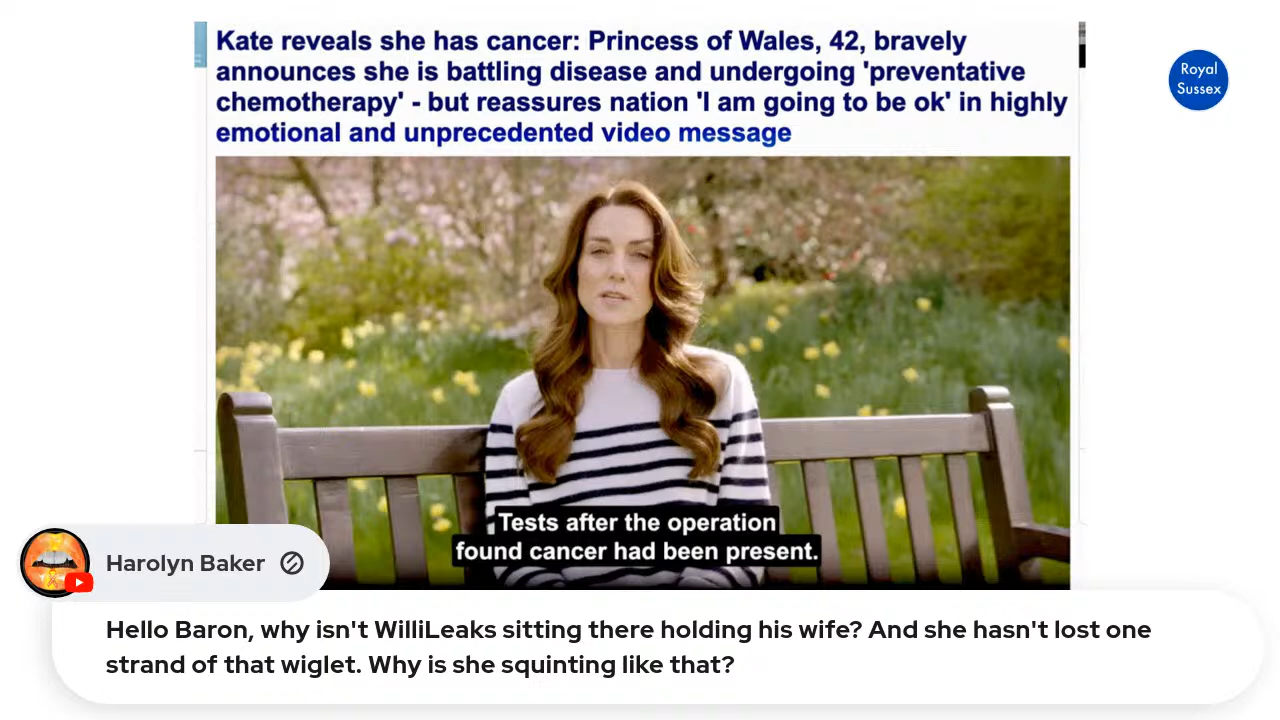 Kate reveals she has cancer: Princess of Wales, 42, bravely
announces she is battling disease and undergoing 'preventative
chemotherapy' - but reassures nation 'I am going to be ok' in highly
emotional and unprecedented video message
Royal
Sussex
Tests after the operation
found cancer had been present.
Harolyn Baker
Hello Baron, why isn't WilliLeaks sitting there holding his wife? And she hasn't lost one
strand of that wiglet. Why is she squinting like that?